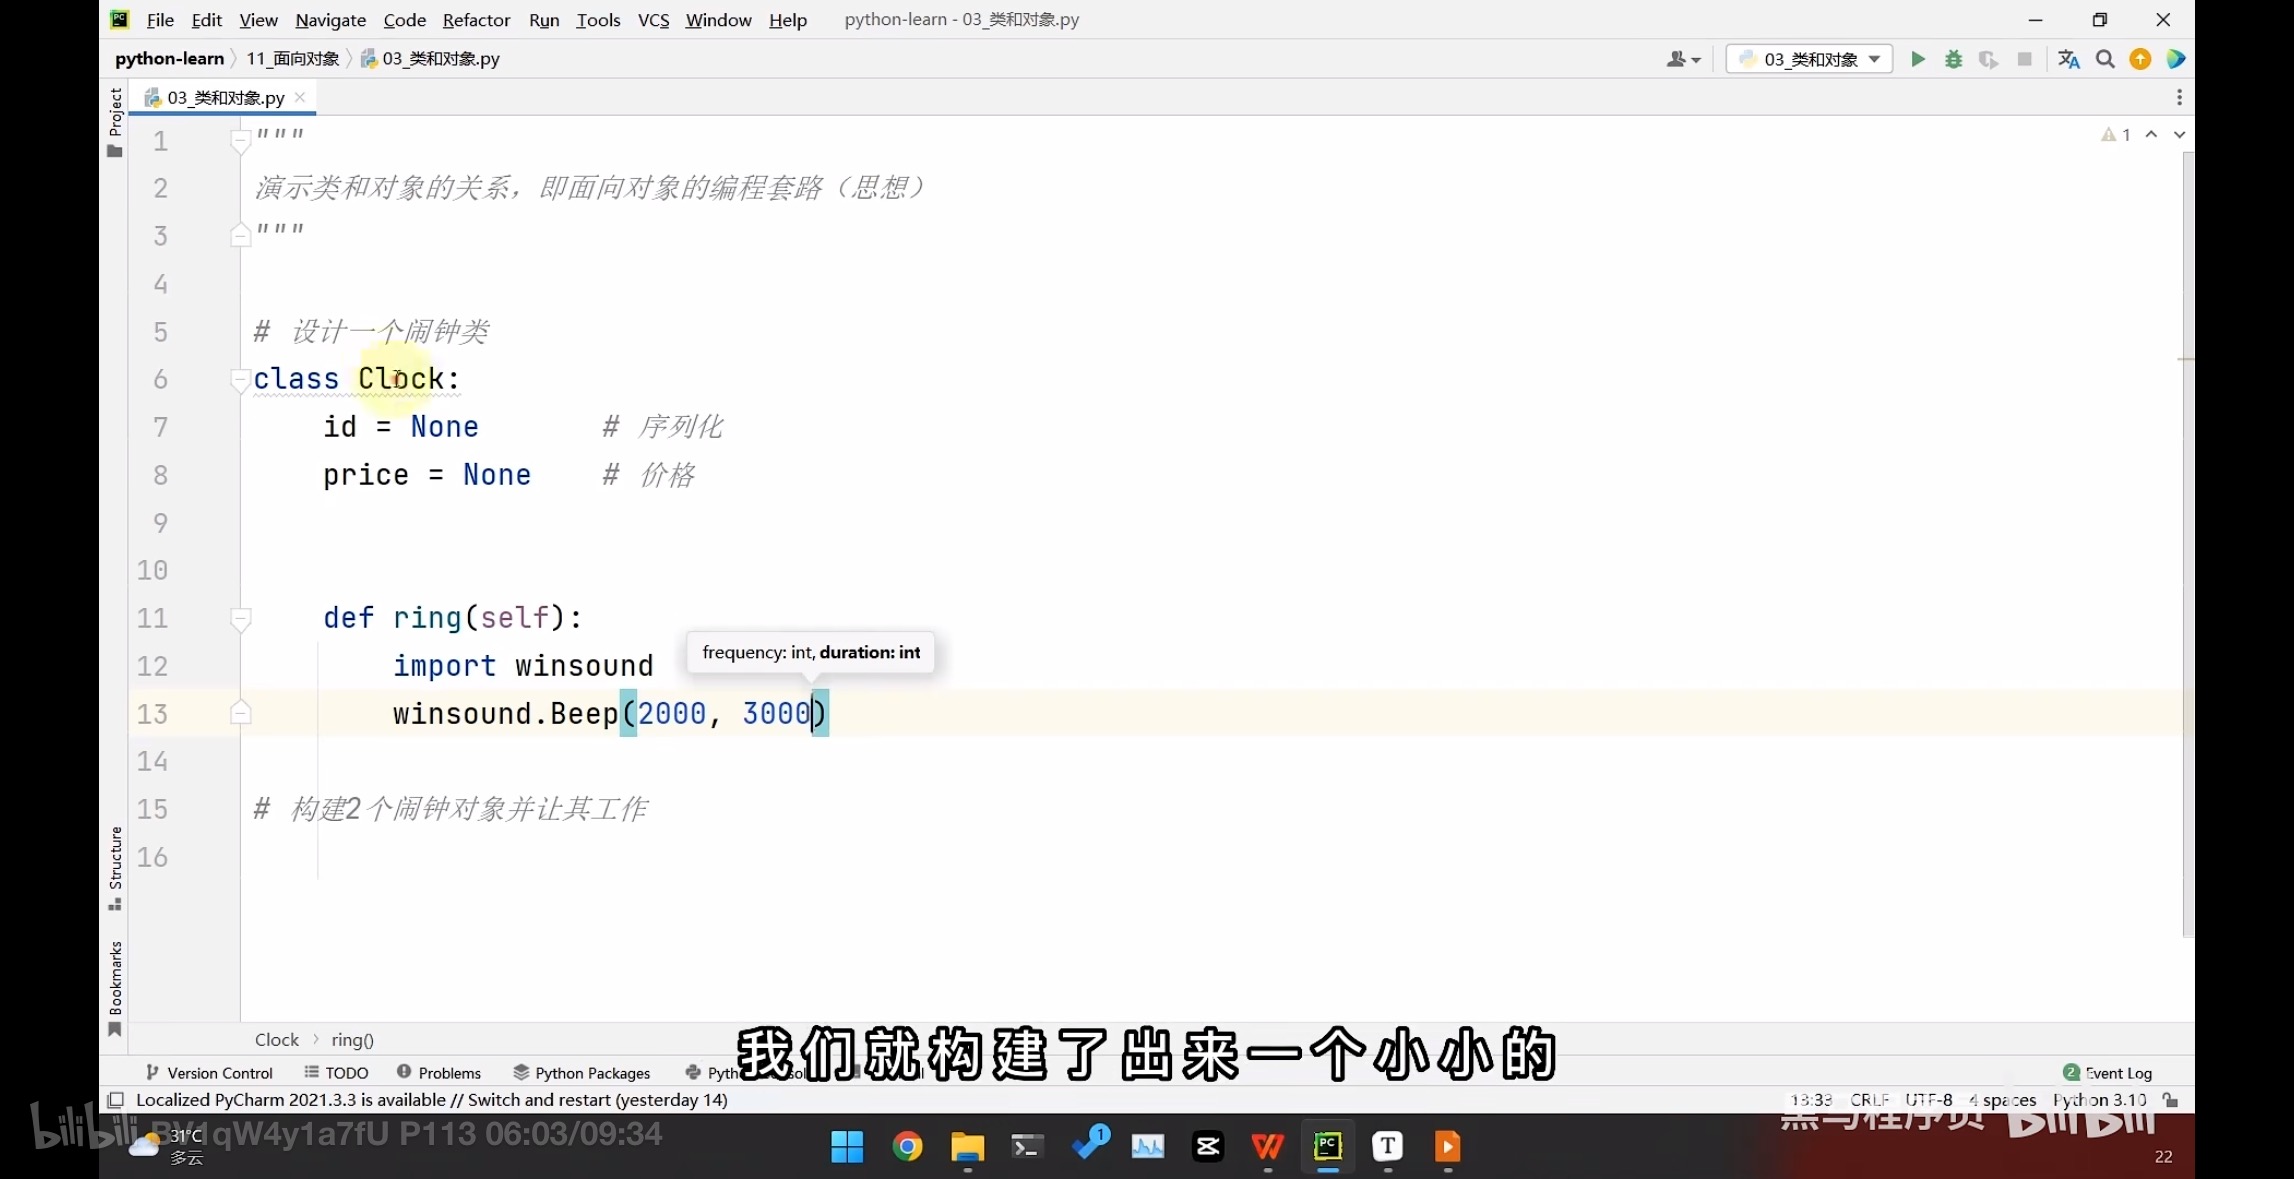 File Edit View Navigate Code Refactor Run Tools VCS Window Help python-learn - 03_类和对象.py
python-learn 11_面向对象 03_类和对象.py 03_类和对象
Project
03_类和对象.py
1 """
1
2 演示类和对象的关系，即面向对象的编程套路（思想）
3 """
4
5 # 设计一个闹钟类
6 class Clock:
7 id = None # 序列化
8 price = None # 价格
9
10
11 def ring(self):
frequency: int, duration: int
12 import winsound
13 winsound.Beep(2000, 3000)
14
15 # 构建2个闹钟对象并让其工作
16
Structure
Bookmarks
Clock ring()
我们就构建了出来一个小小的
Version Control TODO Problems Python Packages 2 Event Log
Localized PyCharm 2021.3.3 is available // Switch and restart (yesterday 14) 13:33 CRLF UTF-8 4 spaces Python 3.10
黑马程序员 bilibili
bilibili BV1qW4y1a7fU P113 06:03/09:34
31°C
多云
1
22